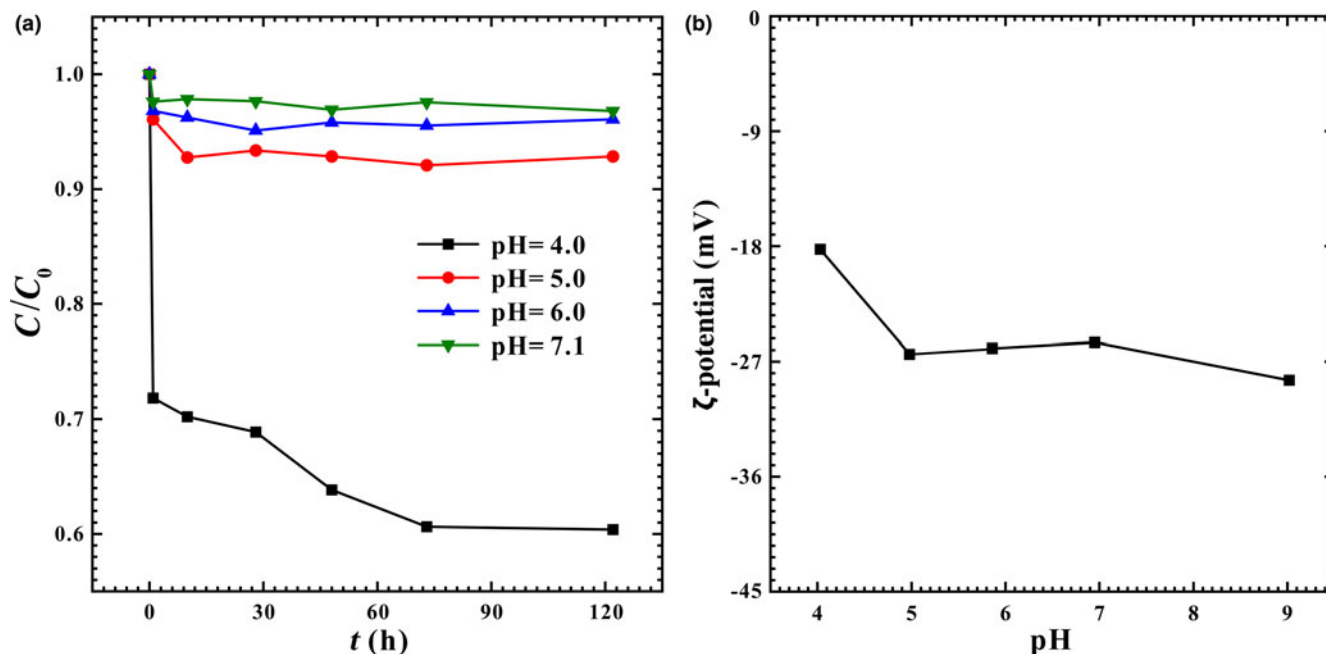 (a)
C/C0
1.0
0.9
0.8
0.7
0.6
pH= 4.0
pH= 5.0
pH= 6.0
pH= 7.1
0 30 60 90 120
t (h)
(b)
ζ-potential (mV)
0
-9
-18
-27
-36
-45
4 5 6 7 8 9
pH